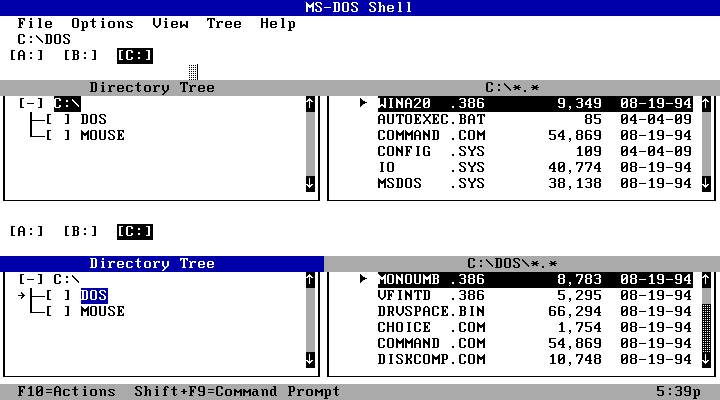 MS-DOS Shell
File Options View Tree Help
C:\DOS
[A:] [B:] [C:]
Directory Tree C:\*.*
[-] C:\ WINA20 .386 9,349 08-19-94
[ ] DOS AUTOEXEC.BAT 85 04-04-09
[ ] MOUSE COMMAND .COM 54,869 08-19-94
CONFIG .SYS 109 04-04-09
IO .SYS 40,774 08-19-94
MSDOS .SYS 38,138 08-19-94
[A:] [B:] [C:]
Directory Tree C:\DOS\*.*
[-] C:\ MONOUMB .386 8,783 08-19-94
[ ] DOS VFINTD .386 5,295 08-19-94
[ ] MOUSE DRVSPACE.BIN 66,294 08-19-94
CHOICE .COM 1,754 08-19-94
COMMAND .COM 54,869 08-19-94
DISKCOMP.COM 10,748 08-19-94
F10=Actions Shift+F9=Command Prompt 5:39p